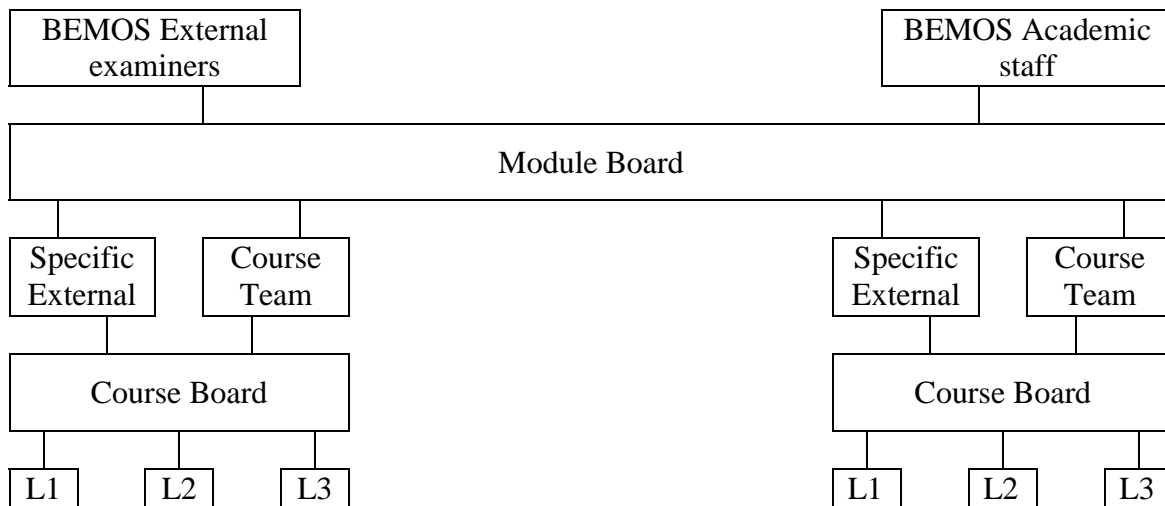 BEMOS External
examiners
BEMOS Academic
staff
Module Board
Specific
External
Course
Team
Specific
External
Course
Team
Course Board
Course Board
L1
L2
L3
L1
L2
L3